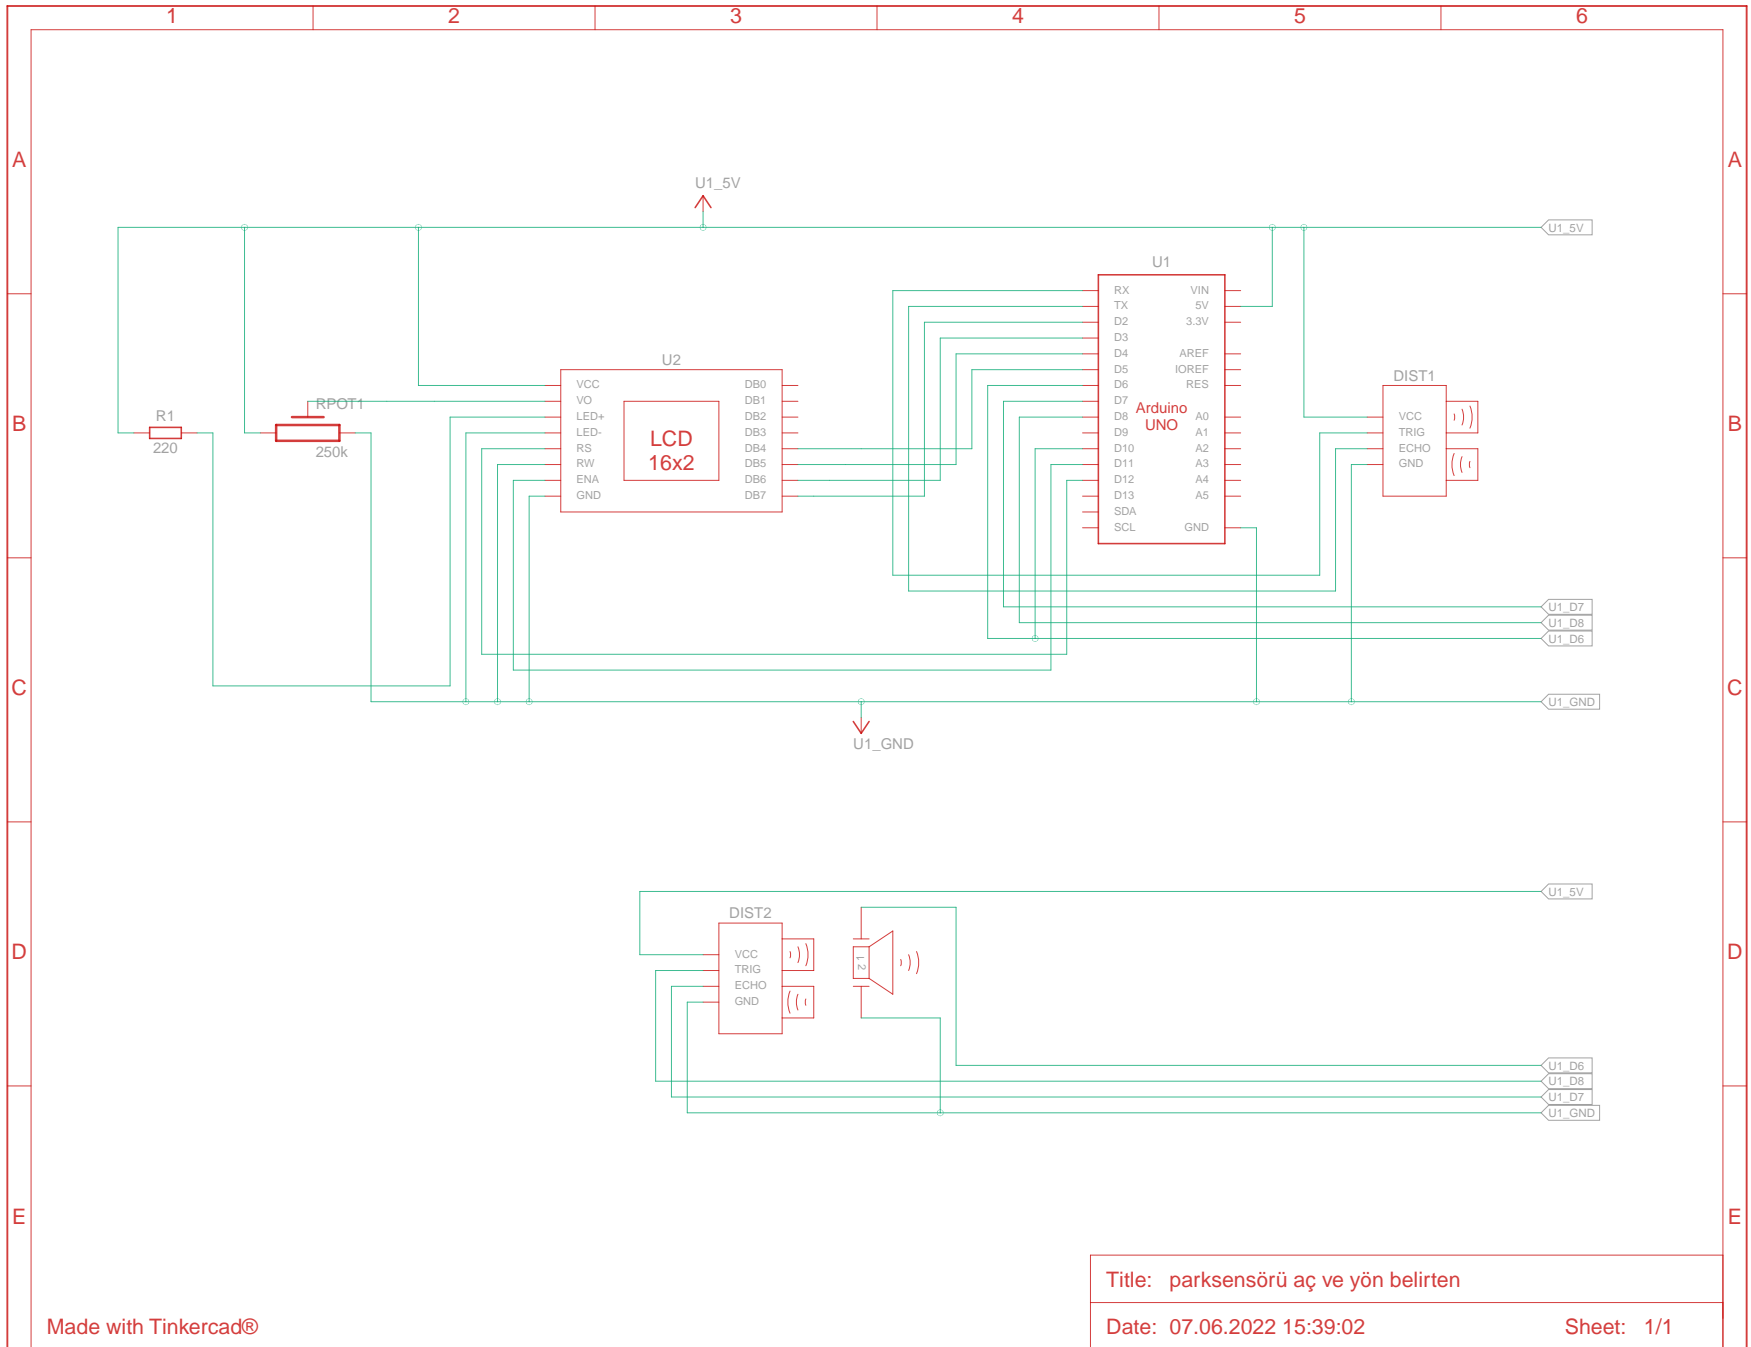 1 2 3 4 5 6
A A
U1_5V
U1_5V
U1
RX VIN
TX 5V
D2 3.3V
D3
D4 AREF
D5 IOREF
D6 RES
D7
D8 A0
D9 A1
D10 A2
D11 A3
D12 A4
D13 A5
SDA
SCL GND
Arduino
UNO
U2
VCC DB0
VO DB1
LED+ DB2
LED- DB3
RS DB4
RW DB5
ENA DB6
GND DB7
LCD
16x2
DIST1
VCC
TRIG
ECHO
GND
RPOT1
250k
R1
220
B B
U1_D7
U1_D8
U1_D6
C C
U1_GND
U1_GND
U1_5V
DIST2
VCC
TRIG
ECHO
GND
1 2
D D
U1_D6
U1_D8
U1_D7
U1_GND
E E
Title: parksensörü aç ve yön belirten
Made with Tinkercad®
Date: 07.06.2022 15:39:02 Sheet: 1/1